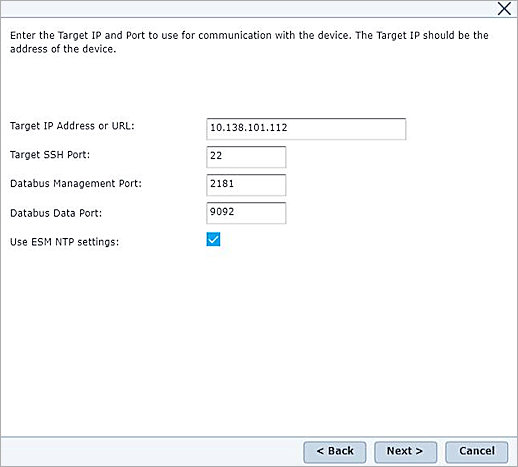 Enter the Target IP and Port to use for communication with the device. The Target IP should be the
address of the device.
Target IP Address or URL: 10.138.101.112
Target SSH Port: 22
Databus Management Port: 2181
Databus Data Port: 9092
Use ESM NTP settings:
< Back Next > Cancel